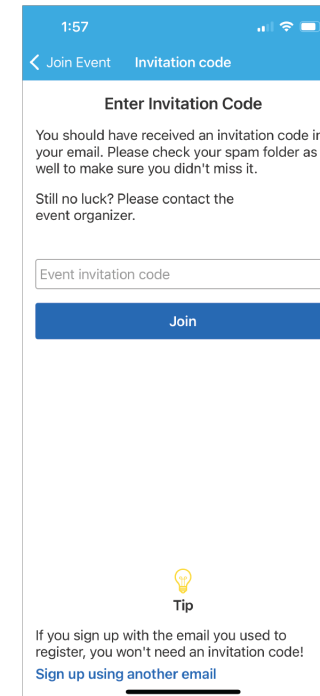 1:57
Join Event Invitation code
Enter Invitation Code
You should have received an invitation code in
your email. Please check your spam folder as
well to make sure you didn't miss it.
Still no luck? Please contact the
event organizer.
Event invitation code
Join
Tip
If you sign up with the email you used to
register, you won't need an invitation code!
Sign up using another email